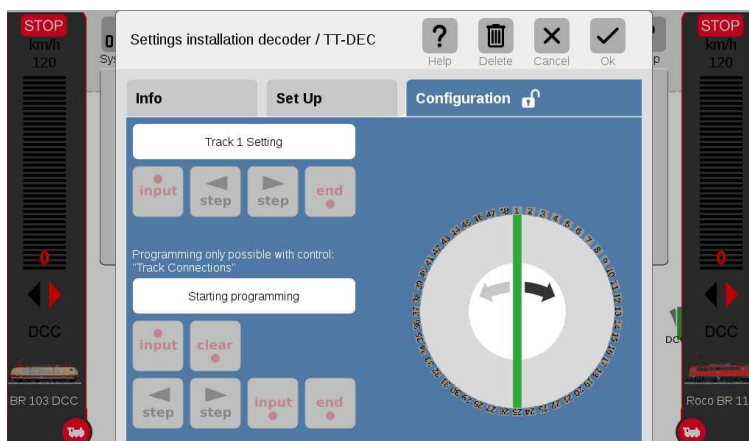 STOP
km/h
120
0
DCC
BR 103 DCC
Settings installation decoder / TT-DEC
Help
Delete
Cancel
Ok
Info
Set Up
Configuration
Track 1 Setting
input
step
step
end
Programming only possible with control:
"Track Connections"
Starting programming
input
clear
step
step
input
end
STOP
km/h
120
0
DCC
Roco BR 11